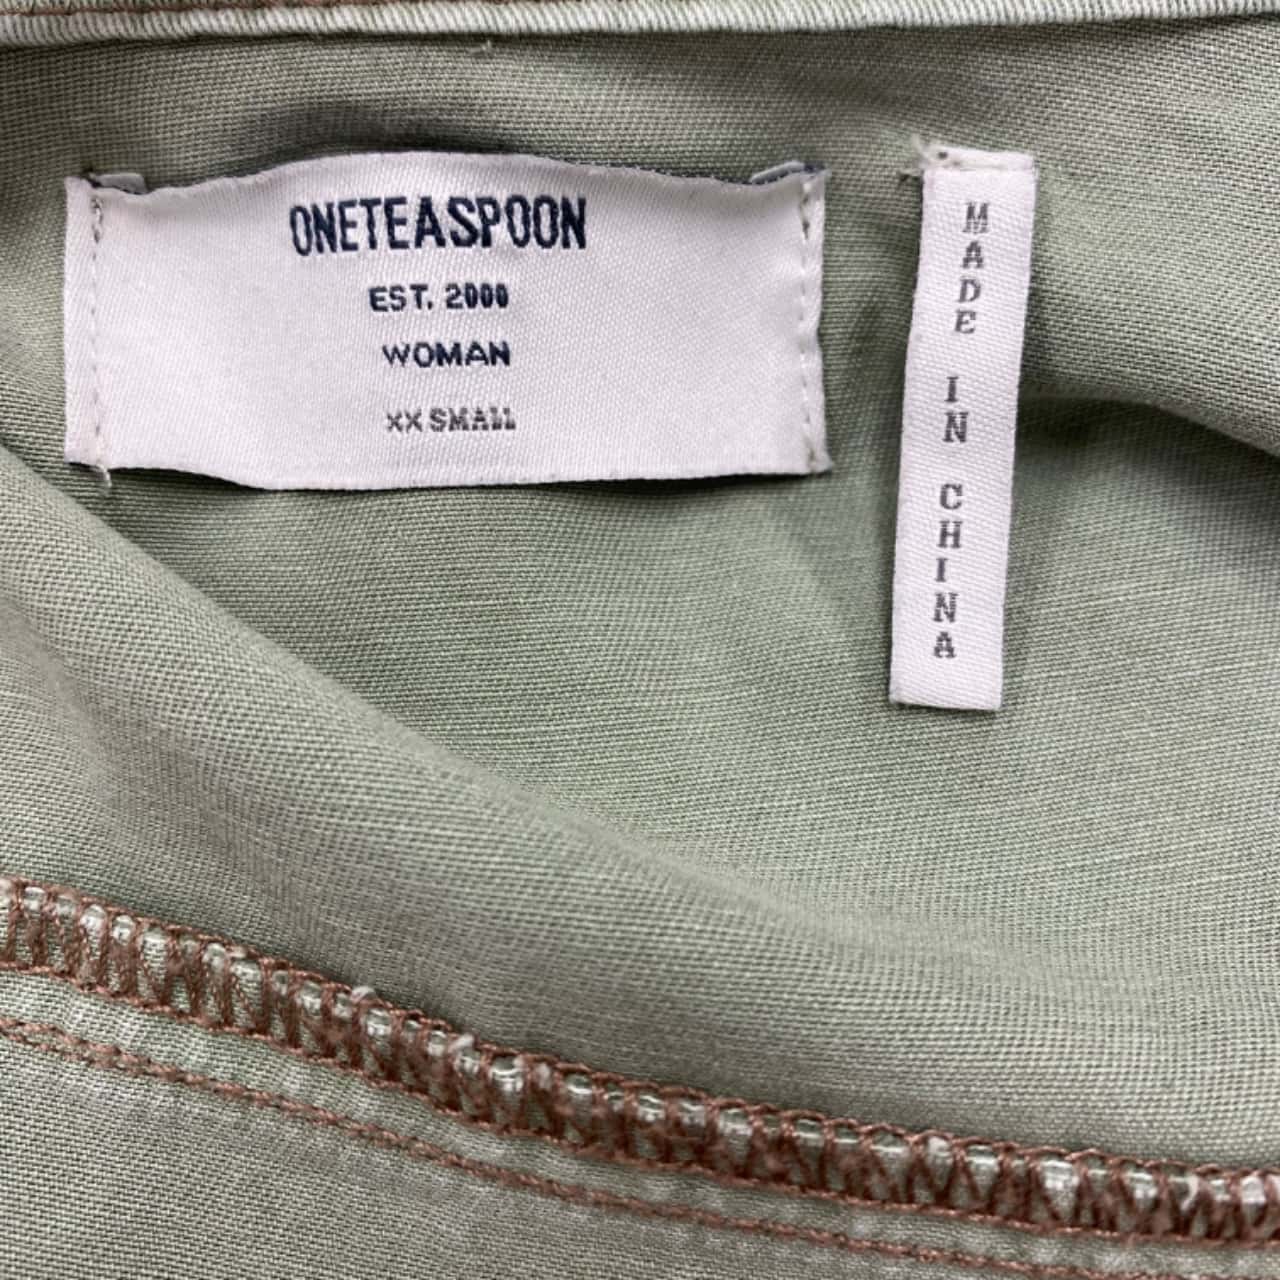 ONETEASPOON
EST. 2000
WOMAN
XX SMALL
MADE IN CHINA